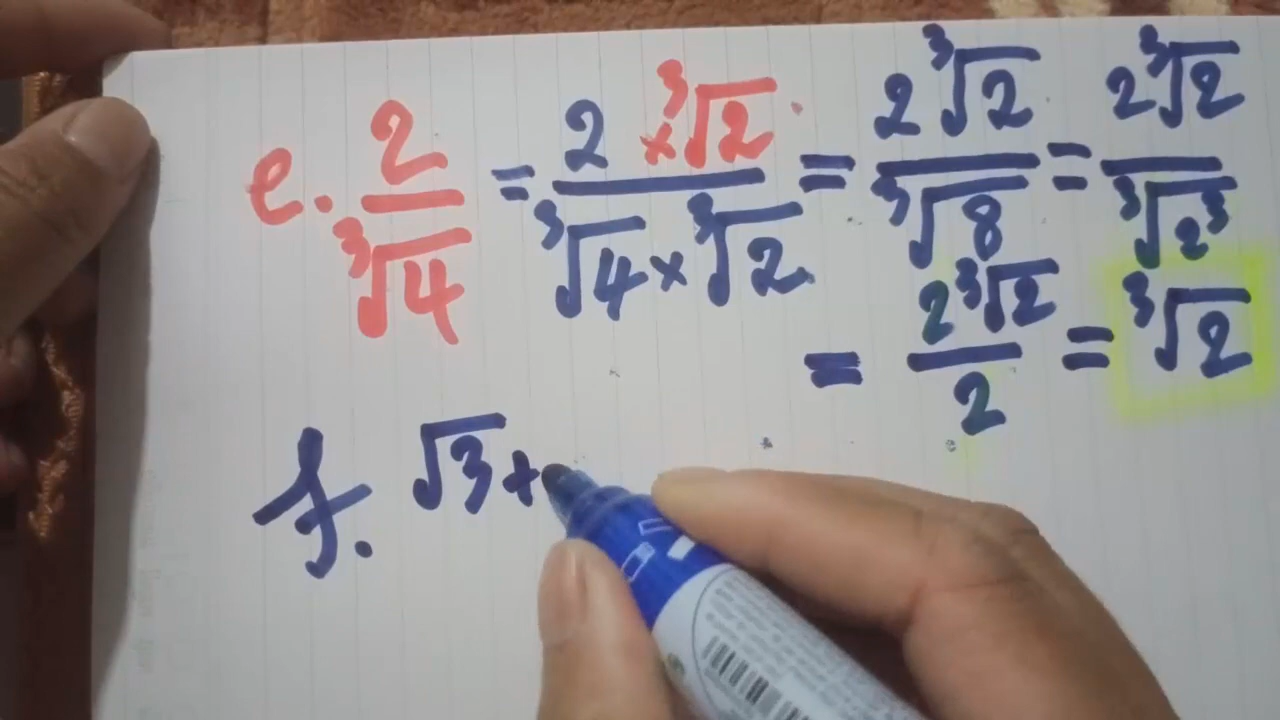 e. 2/∛4 = 2 ×∛2/∛4×∛2 = 2∛2/∛8 = 2∛2/∛2³
= 2∛2/2 = ∛2
f. √3+